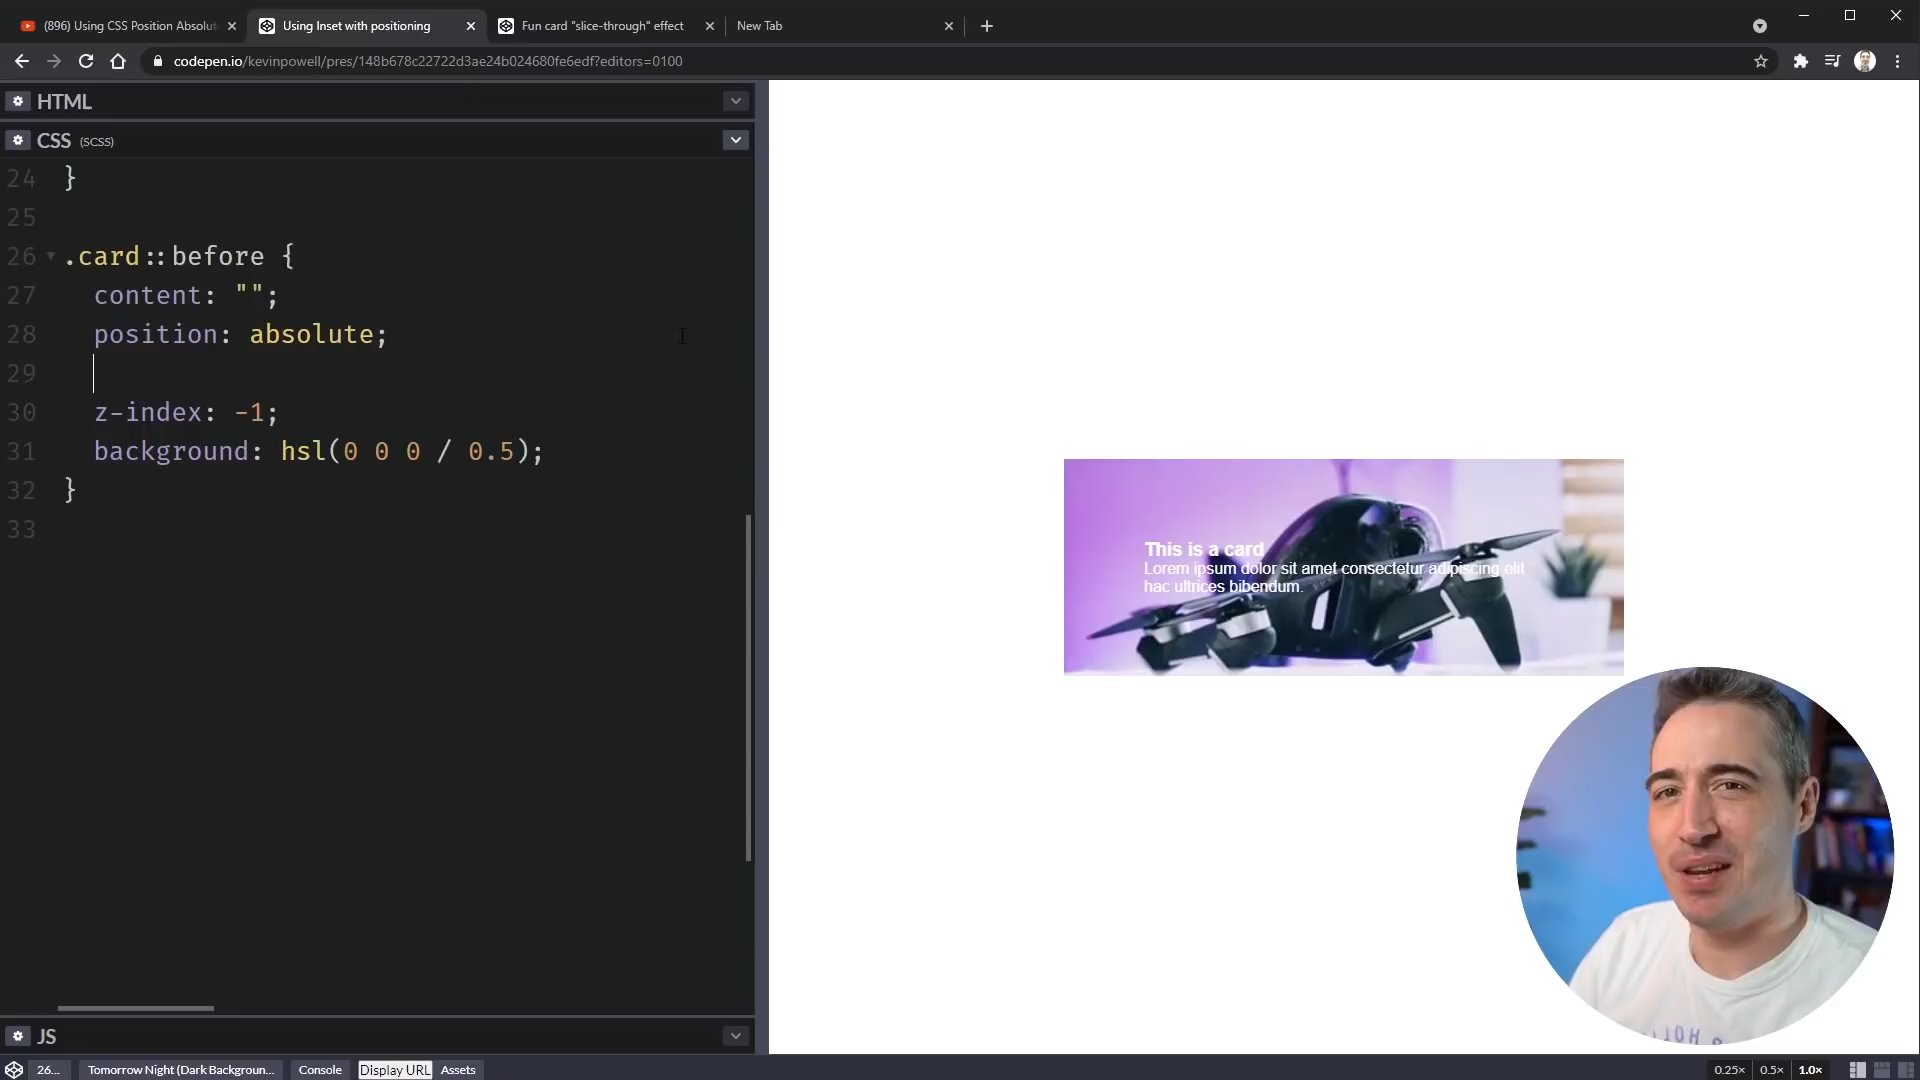 (896) Using CSS Position Absolut
Using Inset with positioning
Fun card "slice-through" effect
New Tab
codepen.io/kevinpowell/pres/148b678c22722d3ae24b024680fe6edf?editors=0100
HTML
CSS (SCSS)
24 }
25
26 .card::before {
27 content: "";
28 position: absolute;
29
30 z-index: -1;
31 background: hsl(0 0 0 / 0.5);
32 }
33
This is a card
Lorem ipsum dolor sit amet consectetur adipiscing elit
hac ultrices bibendum.
JS
26... Tomorrow Night (Dark Backgroun... Console Display URL Assets 0.25× 0.5× 1.0×